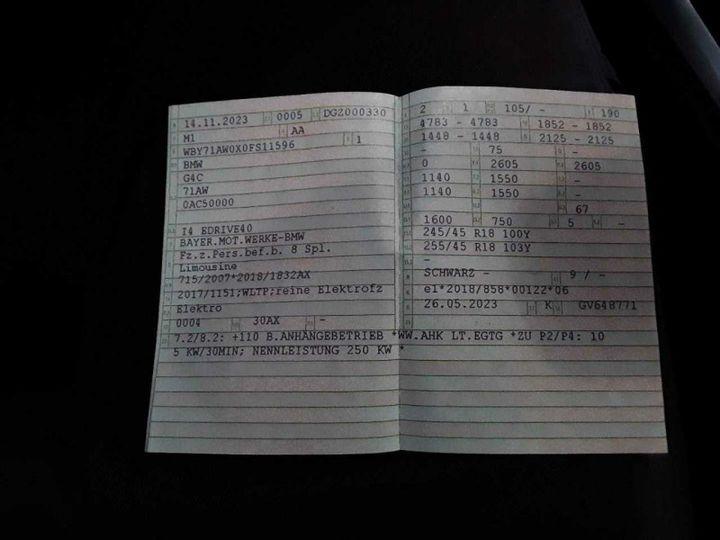 14.11.2023 0005 DGZ000330
M1 AA
WBY71AW0X0FS11596 1
BMW
G4C
71AW
0AC50000
I4 EDRIVE40
BAYER.MOT.WERKE-BMW
Fz.z.Pers.bef.b. 8 Spl.
Limousine
715/2007*2018/1832AX
2017/1151;WLTP;reine Elektrofz
Elektro
0004 30AX -
2 1 105/ - 190
4783 - 4783 1852 - 1852
1448 - 1448 2125 - 2125
- 75 -
0 2605 2605
1140 1550 -
1140 1550 -
67
1600 750 5 -
245/45 R18 100Y
255/45 R18 103Y
-
SCHWARZ - 9 / -
e1*2018/858*00122*06
26.05.2023 K GV648771
7.2/8.2: +110 B.ANHÄNGEBETRIEB *WW.AHK LT.EGTG *ZU P2/P4: 10
5 KW/30MIN; NENNLEISTUNG 250 KW *